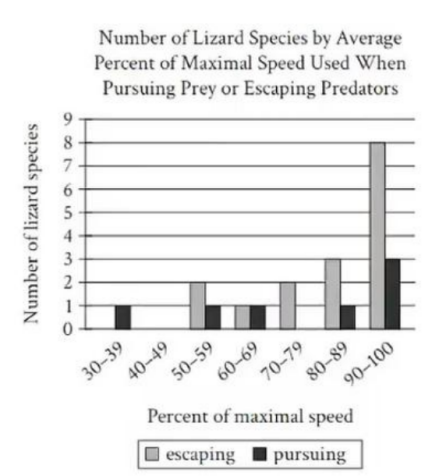 Number of Lizard Species by Average
Percent of Maximal Speed Used When
Pursuing Prey or Escaping Predators
Number of lizard species
9
8
7
6
5
4
3
2
1
0
30–39
40–49
50–59
60–69
70–79
80–89
90–100
Percent of maximal speed
escaping
pursuing